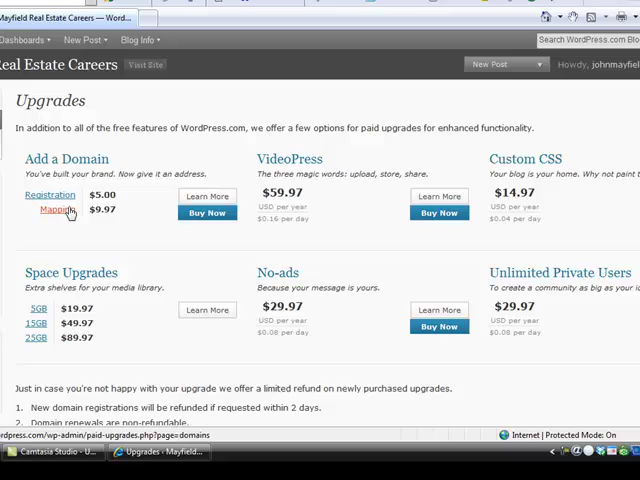 Mayfield Real Estate Careers — Word...
Dashboards New Post Blog Info
Search WordPress.com Blo
Real Estate Careers Visit Site New Post Howdy, johnmayfiel
Upgrades
In addition to all of the free features of WordPress.com, we offer a few options for paid upgrades for enhanced functionality.
Add a Domain
You've built your brand. Now give it an address.
Registration $5.00
Mapping $9.97
Learn More
Buy Now
VideoPress
The three magic words: upload, store, share.
$59.97
USD per year
$0.16 per day
Learn More
Buy Now
Custom CSS
Your blog is your home. Why not paint t
$14.97
USD per year
$0.04 per day
Space Upgrades
Extra shelves for your media library.
5GB $19.97
15GB $49.97
25GB $89.97
Learn More
No-ads
Because your message is yours.
$29.97
USD per year
$0.08 per day
Learn More
Buy Now
Unlimited Private Users
To create a community as big as your id
$29.97
USD per year
$0.08 per day
Just in case you're not happy with your upgrade we offer a limited refund on newly purchased upgrades.
1. New domain registrations will be refunded if requested within 2 days.
2. Domain renewals are non-refundable.
ordpress.com/wp-admin/paid-upgrades.php?page=domains
Internet | Protected Mode: On
Camtasia Studio - U...
Upgrades ‹ Mayfield...